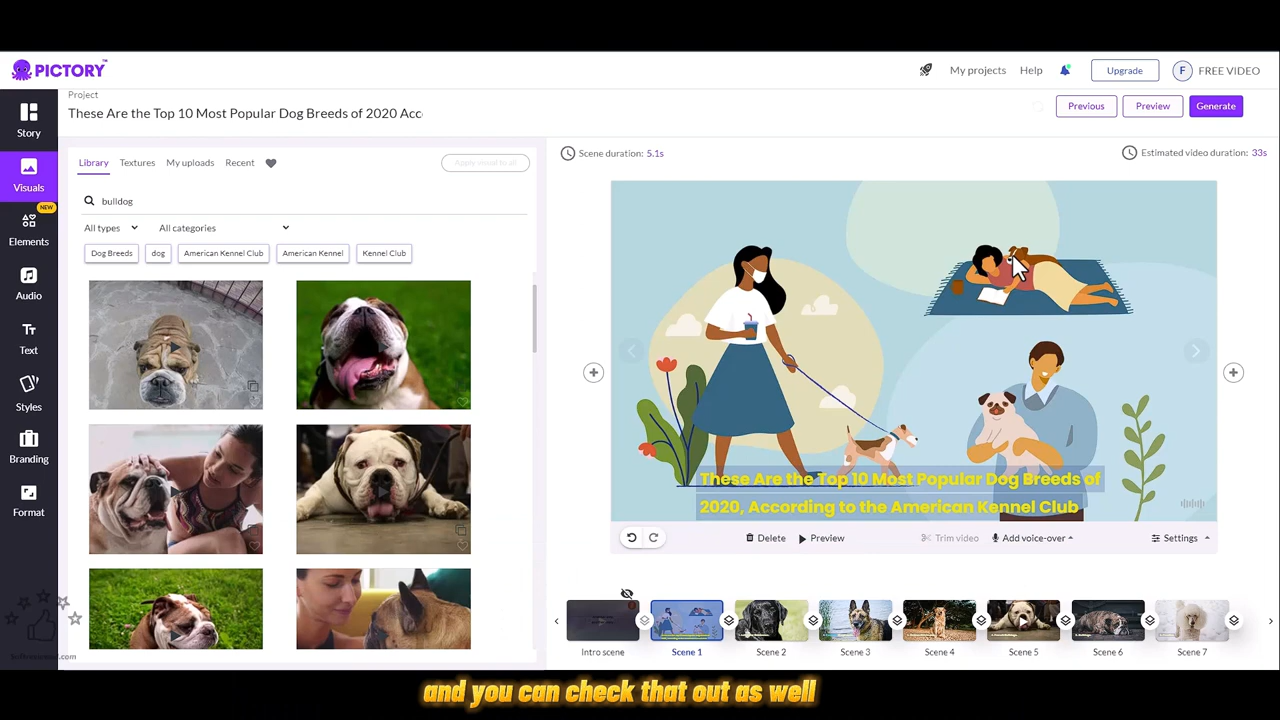 PICTORY
My projects
Help
Upgrade
F
FREE VIDEO
Project
These Are the Top 10 Most Popular Dog Breeds of 2020 Acc
Previous
Preview
Generate
Story
Visuals
NEW
Elements
Audio
Text
Styles
Branding
Format
Library
Textures
My uploads
Recent
Apply visual to all
bulldog
All types
All categories
Dog Breeds
dog
American Kennel Club
American Kennel
Kennel Club
Scene duration: 5.1s
Estimated video duration: 33s
These Are the Top 10 Most Popular Dog Breeds of
2020, According to the American Kennel Club
Delete
Preview
Trim video
Add voice-over
Settings
Intro scene
Scene 1
Scene 2
Scene 3
Scene 4
Scene 5
Scene 6
Scene 7
and you can check that out as well